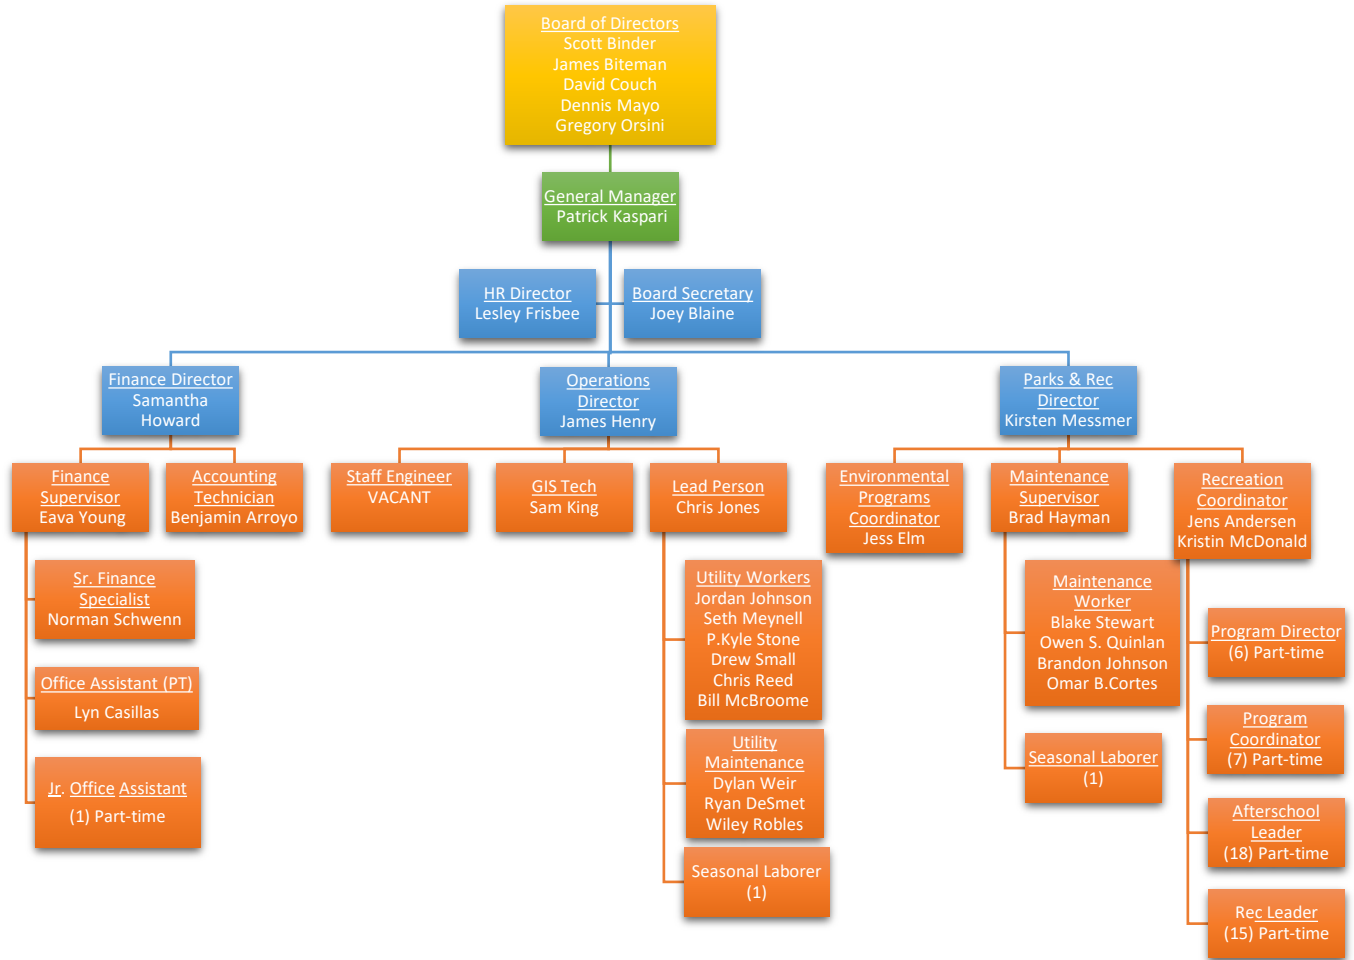 Board of Directors
Scott Binder
James Biteman
David Couch
Dennis Mayo
Gregory Orsini
General Manager
Patrick Kaspari
HR Director
Lesley Frisbee
Board Secretary
Joey Blaine
Finance Director
Samantha
Howard
Operations
Director
James Henry
Parks & Rec
Director
Kirsten Messmer
Finance
Supervisor
Eava Young
Accounting
Technician
Benjamin Arroyo
Staff Engineer
VACANT
GIS Tech
Sam King
Lead Person
Chris Jones
Environmental
Programs
Coordinator
Jess Elm
Maintenance
Supervisor
Brad Hayman
Recreation
Coordinator
Jens Andersen
Kristin McDonald
Sr. Finance
Specialist
Norman Schwenn
Office Assistant (PT)
Lyn Casillas
Jr. Office Assistant
(1) Part-time
Utility Workers
Jordan Johnson
Seth Meynell
P.Kyle Stone
Drew Small
Chris Reed
Bill McBroome
Utility
Maintenance
Dylan Weir
Ryan DeSmet
Wiley Robles
Seasonal Laborer
(1)
Maintenance
Worker
Blake Stewart
Owen S. Quinlan
Brandon Johnson
Omar B.Cortes
Seasonal Laborer
(1)
Program Director
(6) Part-time
Program
Coordinator
(7) Part-time
Afterschool
Leader
(18) Part-time
Rec Leader
(15) Part-time